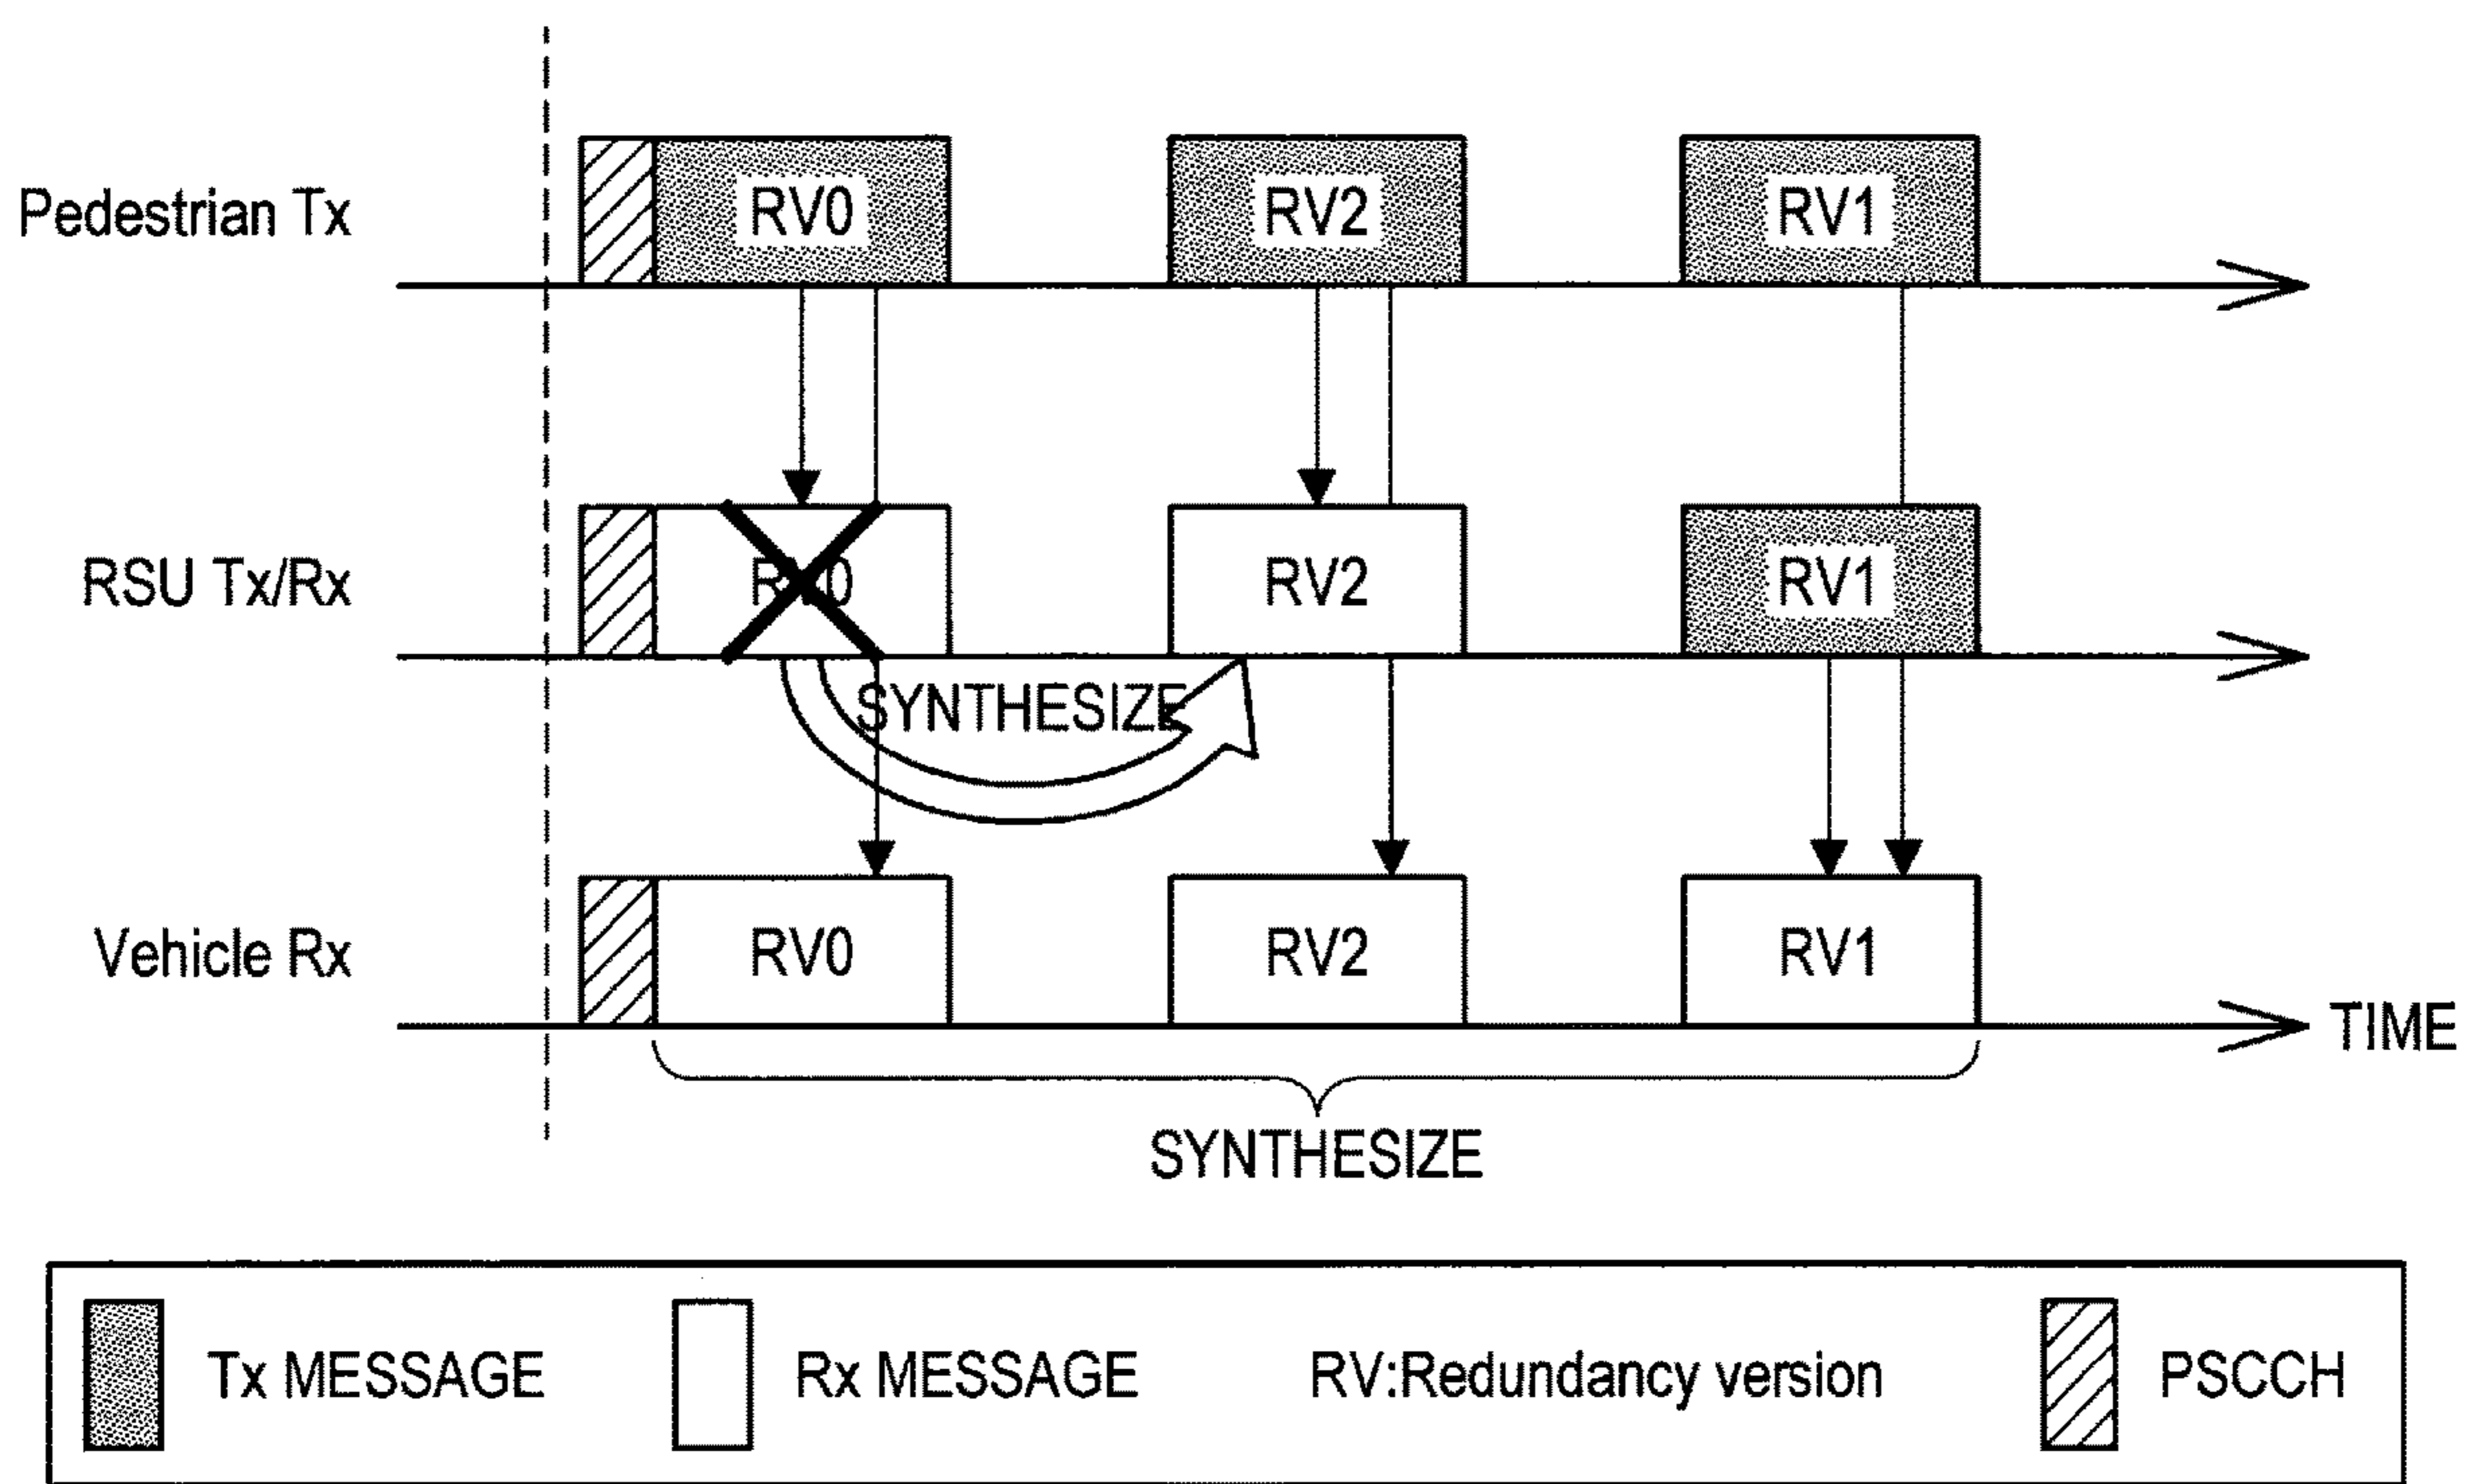 Pedestrian Tx
RV0
RV2
RV1
RSU Tx/Rx
RV0
RV2
RV1
SYNTHESIZE
Vehicle Rx
RV0
RV2
RV1
TIME
SYNTHESIZE
Tx MESSAGE
Rx MESSAGE
RV:Redundancy version
PSCCH